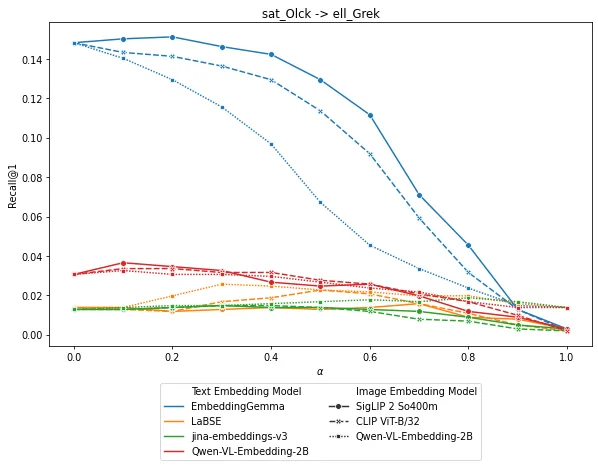 sat_Olck -> ell_Grek
Recall@1
0.14
0.12
0.10
0.08
0.06
0.04
0.02
0.00
0.0 0.2 0.4 0.6 0.8 1.0
α
Text Embedding Model
EmbeddingGemma
LaBSE
jina-embeddings-v3
Qwen-VL-Embedding-2B
Image Embedding Model
SigLIP 2 So400m
CLIP ViT-B/32
Qwen-VL-Embedding-2B